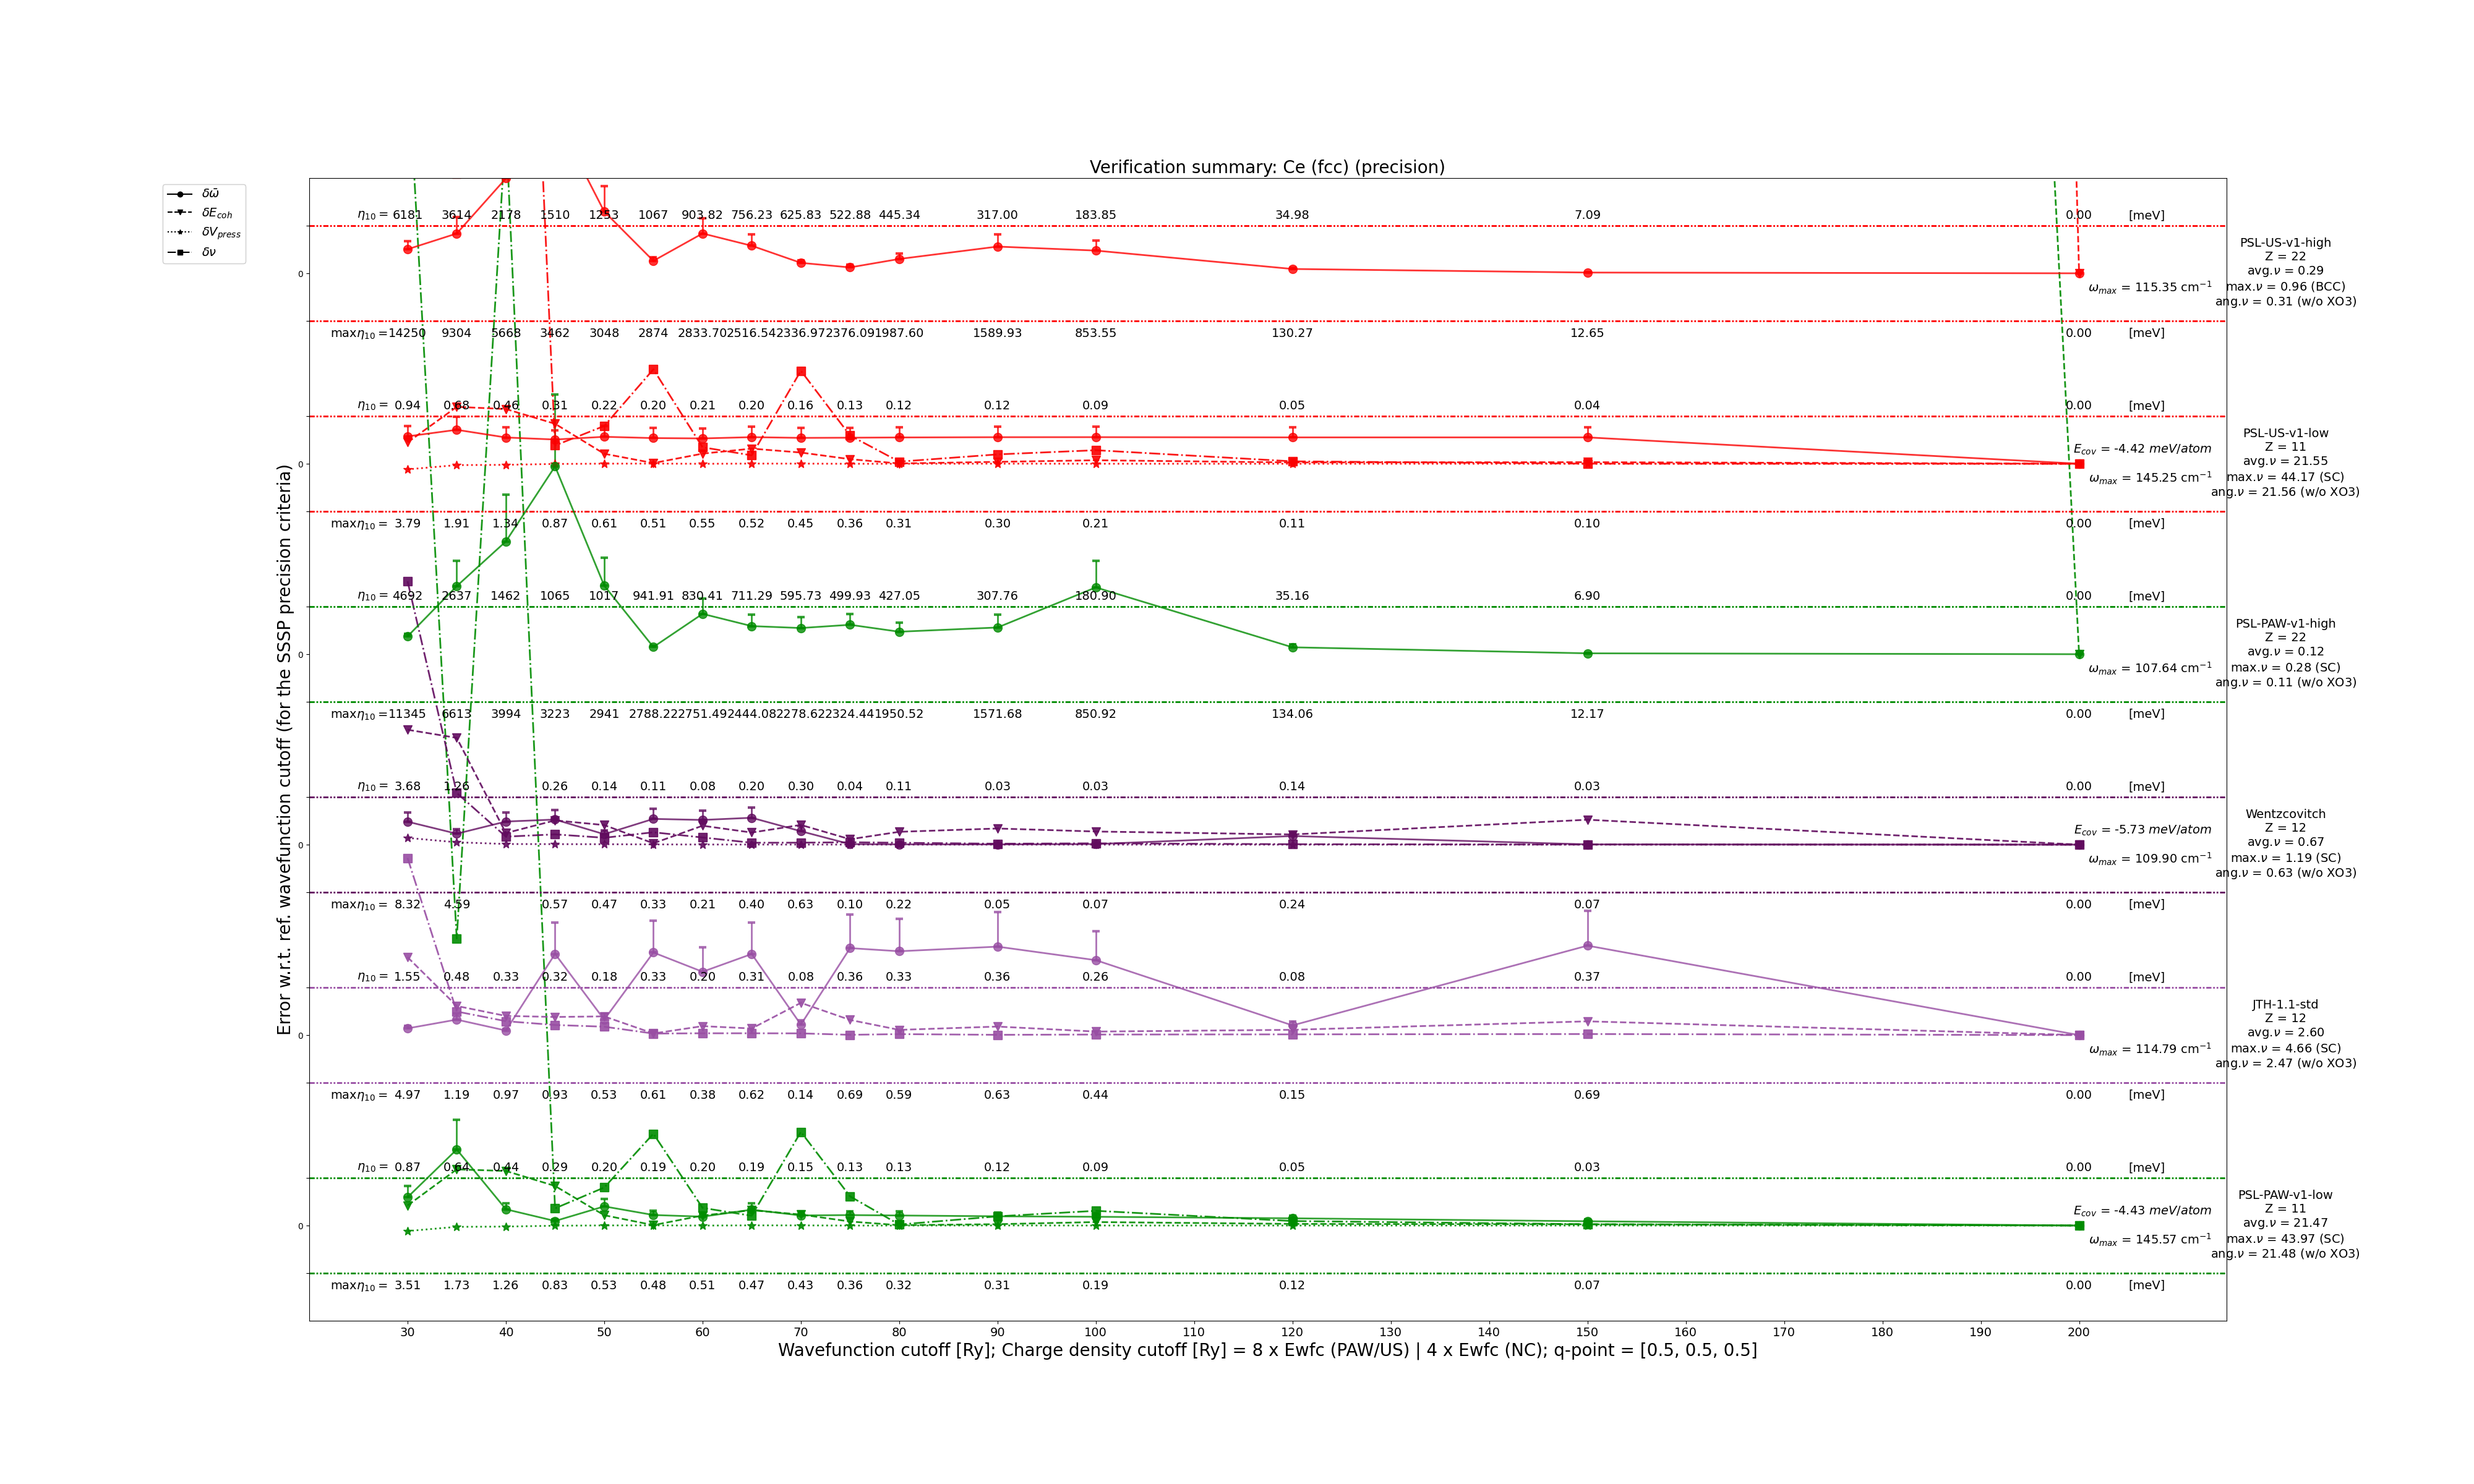 Verification summary: Ce (fcc) (precision)
δω̄
δE_coh
δV_press
δν
Error w.r.t. ref. wavefunction cutoff (for the SSSP precision criteria)
η₁₀ = 6181 3614 2178 1510 1253 1067 903.82 756.23 625.83 522.88 445.34 317.00 183.85 34.98 7.09 0.00 [meV]
PSL-US-v1-high
Z = 22
avg.ν = 0.29
0
ω_max = 115.35 cm⁻¹ max.ν = 0.96 (BCC)
ang.ν = 0.31 (w/o XO3)
maxη₁₀ = 14250 9304 5668 3462 3048 2874 2833.70 2516.54 2336.97 2376.09 1987.60 1589.93 853.55 130.27 12.65 0.00 [meV]
η₁₀ = 0.94 0.68 0.46 0.31 0.22 0.20 0.21 0.20 0.16 0.13 0.12 0.12 0.09 0.05 0.04 0.00 [meV]
PSL-US-v1-low
Z = 11
E_cov = -4.42 meV/atom
avg.ν = 21.55
0
ω_max = 145.25 cm⁻¹ max.ν = 44.17 (SC)
ang.ν = 21.56 (w/o XO3)
maxη₁₀ = 3.79 1.91 1.34 0.87 0.61 0.51 0.55 0.52 0.45 0.36 0.31 0.30 0.21 0.11 0.10 0.00 [meV]
η₁₀ = 4692 2637 1462 1065 1017 941.91 830.41 711.29 595.73 499.93 427.05 307.76 180.90 35.16 6.90 0.00 [meV]
PSL-PAW-v1-high
Z = 22
avg.ν = 0.12
0
ω_max = 107.64 cm⁻¹ max.ν = 0.28 (SC)
ang.ν = 0.11 (w/o XO3)
maxη₁₀ = 11345 6613 3994 3223 2941 2788.22 2751.49 2444.08 2278.62 2324.44 1950.52 1571.68 850.92 134.06 12.17 0.00 [meV]
η₁₀ = 3.68 1.26 0.26 0.14 0.11 0.08 0.20 0.30 0.04 0.11 0.03 0.03 0.14 0.03 0.00 [meV]
Wentzcovitch
Z = 12
E_cov = -5.73 meV/atom
avg.ν = 0.67
0
ω_max = 109.90 cm⁻¹ max.ν = 1.19 (SC)
ang.ν = 0.63 (w/o XO3)
maxη₁₀ = 8.32 4.59 0.57 0.47 0.33 0.21 0.40 0.63 0.10 0.22 0.05 0.07 0.24 0.07 0.00 [meV]
η₁₀ = 1.55 0.48 0.33 0.32 0.18 0.33 0.20 0.31 0.08 0.36 0.33 0.36 0.26 0.08 0.37 0.00 [meV]
JTH-1.1-std
Z = 12
avg.ν = 2.60
0
ω_max = 114.79 cm⁻¹ max.ν = 4.66 (SC)
ang.ν = 2.47 (w/o XO3)
maxη₁₀ = 4.97 1.19 0.97 0.93 0.53 0.61 0.38 0.62 0.14 0.69 0.59 0.63 0.44 0.15 0.69 0.00 [meV]
η₁₀ = 0.87 0.64 0.44 0.29 0.20 0.19 0.20 0.19 0.15 0.13 0.13 0.12 0.09 0.05 0.03 0.00 [meV]
PSL-PAW-v1-low
Z = 11
E_cov = -4.43 meV/atom
avg.ν = 21.47
0
ω_max = 145.57 cm⁻¹ max.ν = 43.97 (SC)
ang.ν = 21.48 (w/o XO3)
maxη₁₀ = 3.51 1.73 1.26 0.83 0.53 0.48 0.51 0.47 0.43 0.36 0.32 0.31 0.19 0.12 0.07 0.00 [meV]
30 40 50 60 70 80 90 100 110 120 130 140 150 160 170 180 190 200
Wavefunction cutoff [Ry]; Charge density cutoff [Ry] = 8 x Ewfc (PAW/US) | 4 x Ewfc (NC); q-point = [0.5, 0.5, 0.5]